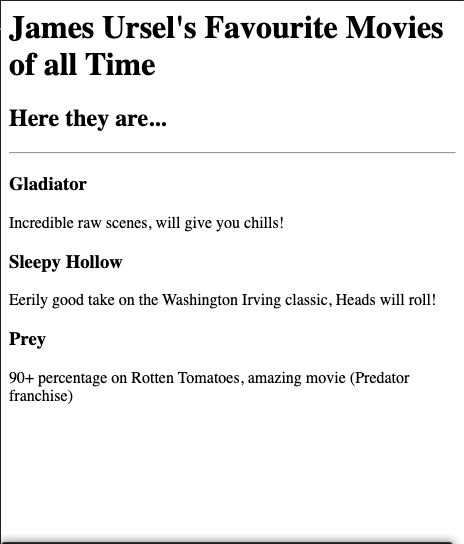 James Ursel's Favourite Movies
of all Time
Here they are...
Gladiator
Incredible raw scenes, will give you chills!
Sleepy Hollow
Eerily good take on the Washington Irving classic, Heads will roll!
Prey
90+ percentage on Rotten Tomatoes, amazing movie (Predator
franchise)